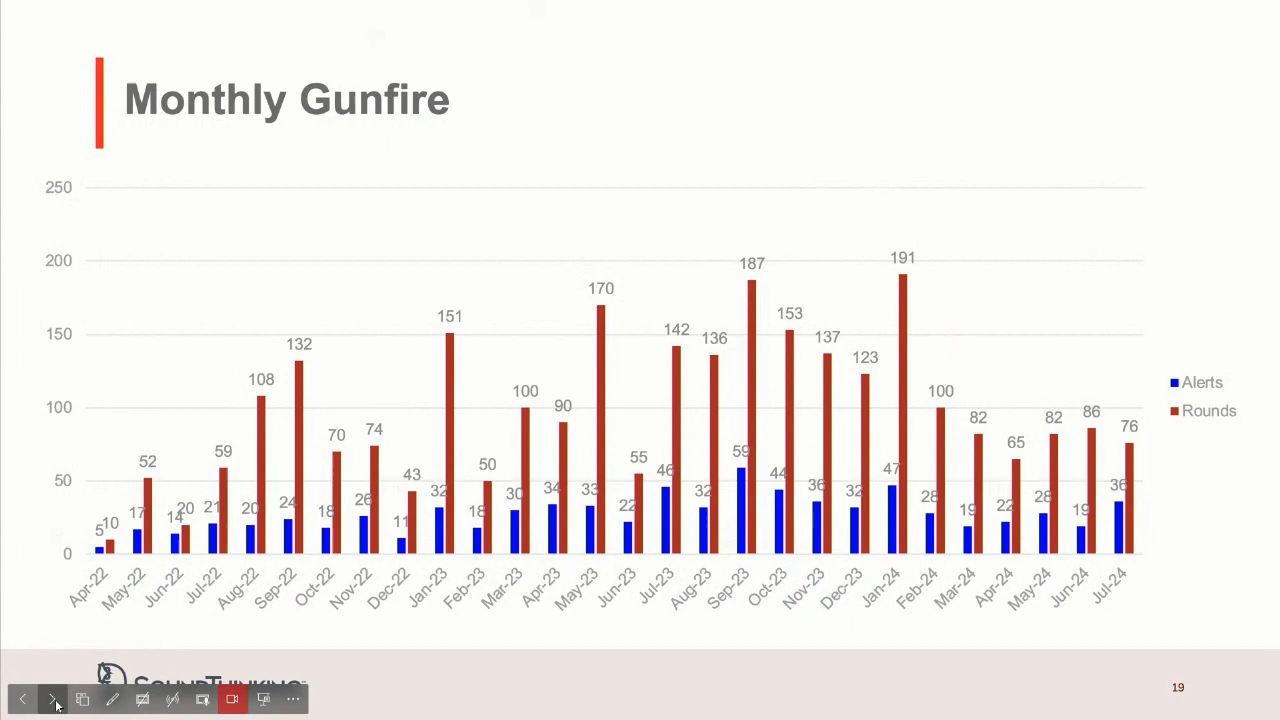 Monthly Gunfire
250
200
150
100
50
0
5 10 17 52 14 20 21 59 20 108 24 132 18 70 26 74 11 43 32 151 18 50 30 100 34 90 33 170 22 55 46 142 32 136 59 187 44 153 36 137 32 123 47 191 28 100 19 82 22 65 28 82 19 86 36 76
Apr-22 May-22 Jun-22 Jul-22 Aug-22 Sep-22 Oct-22 Nov-22 Dec-22 Jan-23 Feb-23 Mar-23 Apr-23 May-23 Jun-23 Jul-23 Aug-23 Sep-23 Oct-23 Nov-23 Dec-23 Jan-24 Feb-24 Mar-24 Apr-24 May-24 Jun-24 Jul-24
Alerts
Rounds
SOUNDTHINKING
19